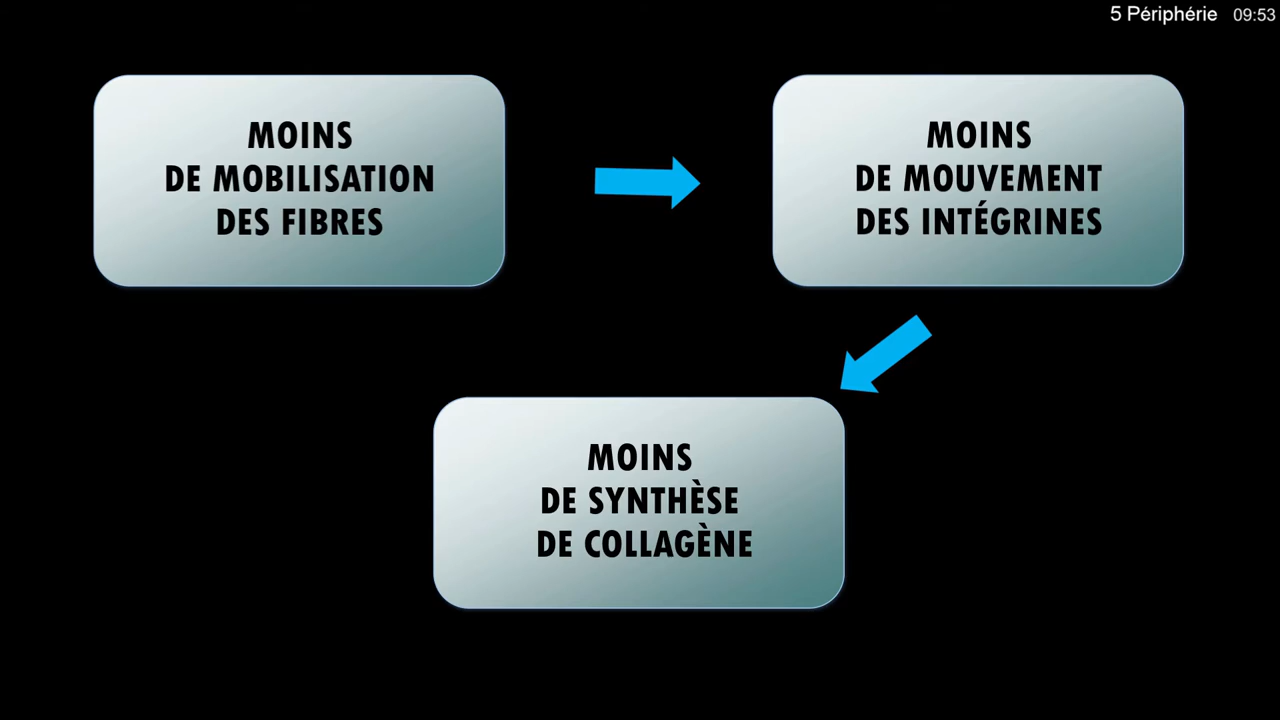 5 Périphérie 09:53
MOINS
DE MOBILISATION
DES FIBRES
MOINS
DE MOUVEMENT
DES INTÉGRINES
MOINS
DE SYNTHÈSE
DE COLLAGÈNE